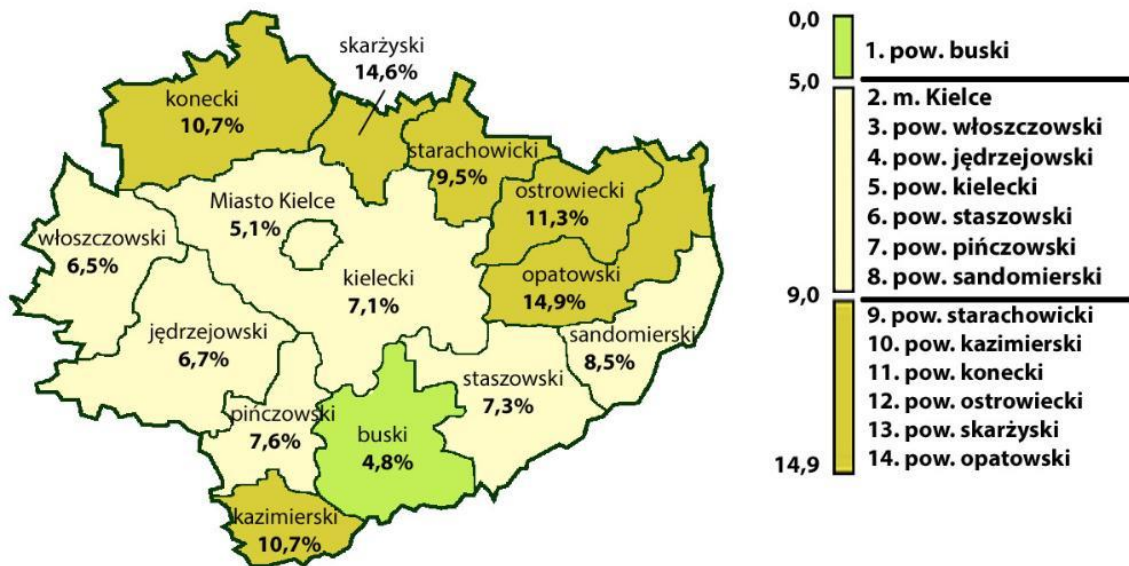 skarżyski
14,6%
konecki
10,7%
starachowicki
9,5%
ostrowiecki
11,3%
Miasto Kielce
5,1%
włoszczowski
6,5%
kielecki
7,1%
opatowski
14,9%
jędrzejowski
6,7%
sandomierski
8,5%
staszowski
7,3%
pińczowski
7,6%
buski
4,8%
kazimierski
10,7%
0,0
1. pow. buski
5,0
2. m. Kielce
3. pow. włoszczowski
4. pow. jędrzejowski
5. pow. kielecki
6. pow. staszowski
7. pow. pińczowski
8. pow. sandomierski
9,0
9. pow. starachowicki
10. pow. kazimierski
11. pow. konecki
12. pow. ostrowiecki
13. pow. skarżyski
14. pow. opatowski
14,9